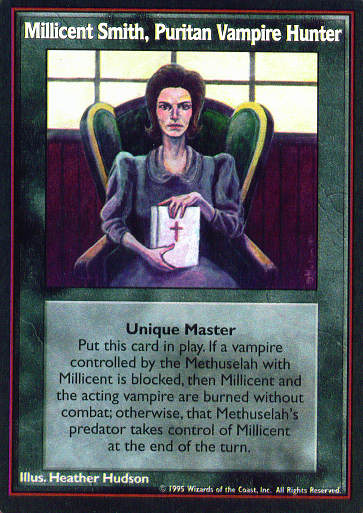 Millicent Smith, Puritan Vampire Hunter
Unique Master
Put this card in play. If a vampire
controlled by the Methuselah with
Millicent is blocked, then Millicent and
the acting vampire are burned without
combat; otherwise, that Methuselah's
predator takes control of Millicent
at the end of the turn.
Illus. Heather Hudson
© 1995 Wizards of the Coast, Inc. All Rights Reserved.